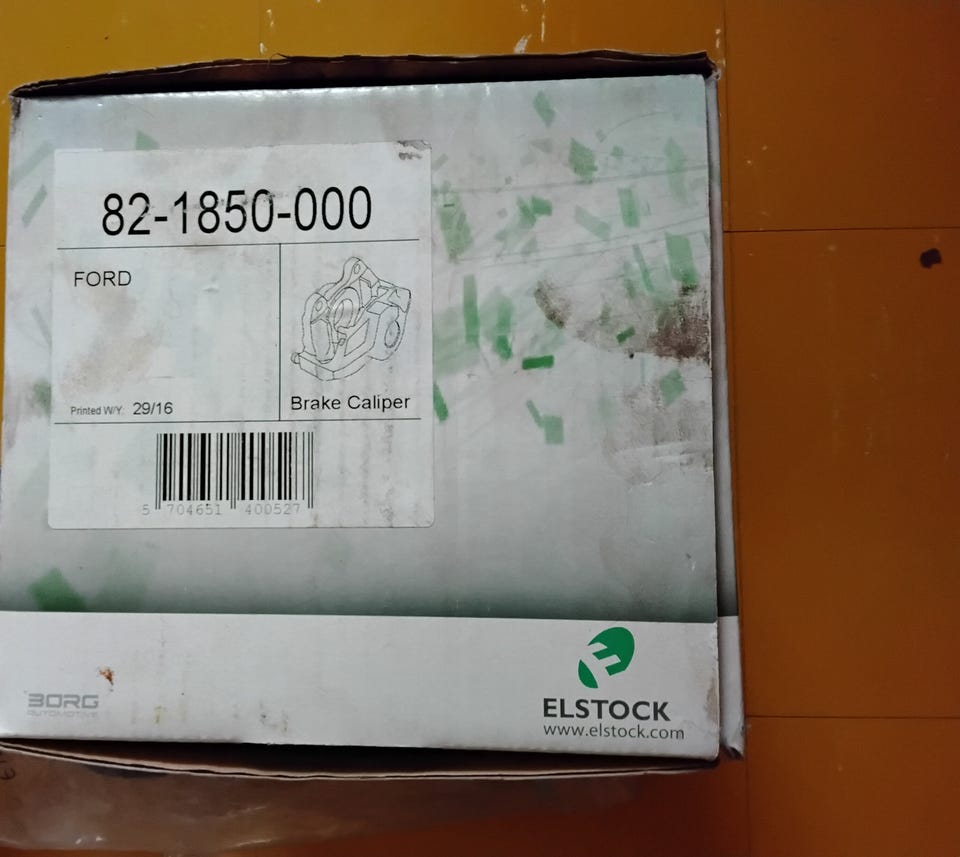 82-1850-000
FORD
Printed W/Y: 29/16
Brake Caliper
5 704651 400527
BORG
AUTOMOTIVE
ELSTOCK
www.elstock.com